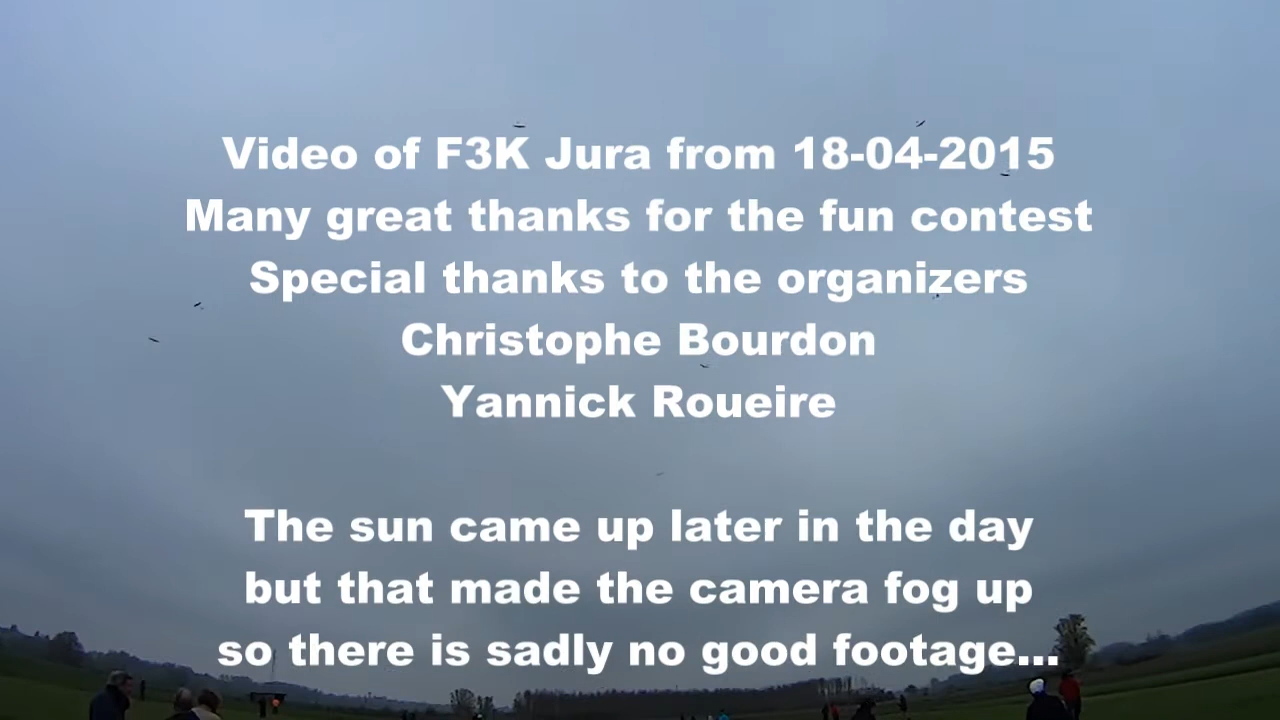 Video of F3K Jura from 18-04-2015
Many great thanks for the fun contest
Special thanks to the organizers
Christophe Bourdon
Yannick Roueire
The sun came up later in the day
but that made the camera fog up
so there is sadly no good footage...